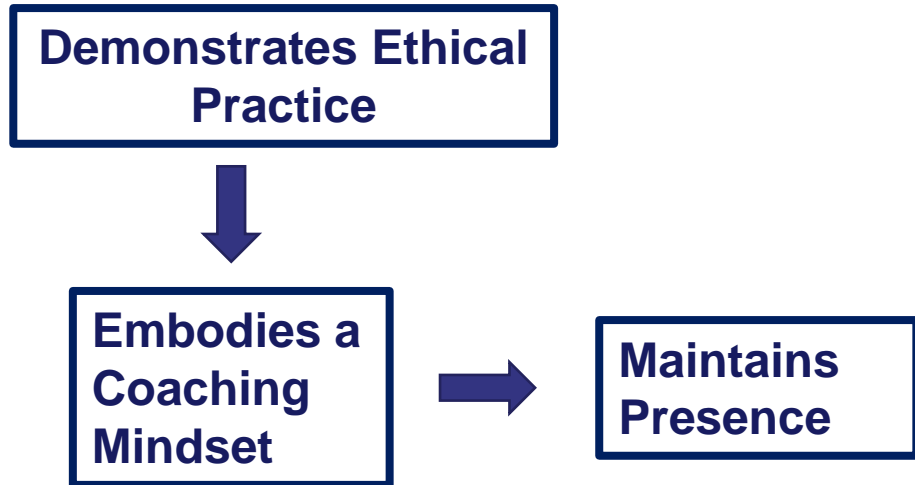 Demonstrates Ethical
Practice
Embodies a
Coaching
Mindset
Maintains
Presence